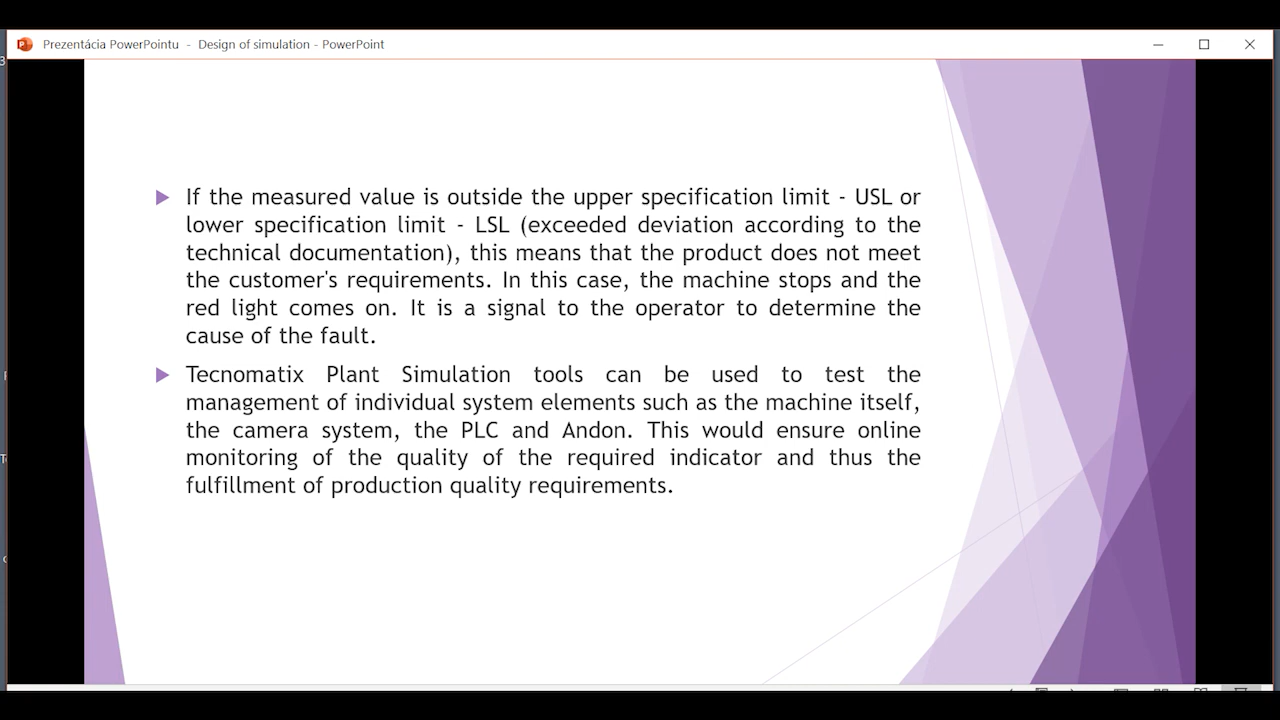 Prezentácia PowerPointu - Design of simulation - PowerPoint
If the measured value is outside the upper specification limit - USL or
lower specification limit - LSL (exceeded deviation according to the
technical documentation), this means that the product does not meet
the customer's requirements. In this case, the machine stops and the
red light comes on. It is a signal to the operator to determine the
cause of the fault.
Tecnomatix Plant Simulation tools can be used to test the
management of individual system elements such as the machine itself,
the camera system, the PLC and Andon. This would ensure online
monitoring of the quality of the required indicator and thus the
fulfillment of production quality requirements.